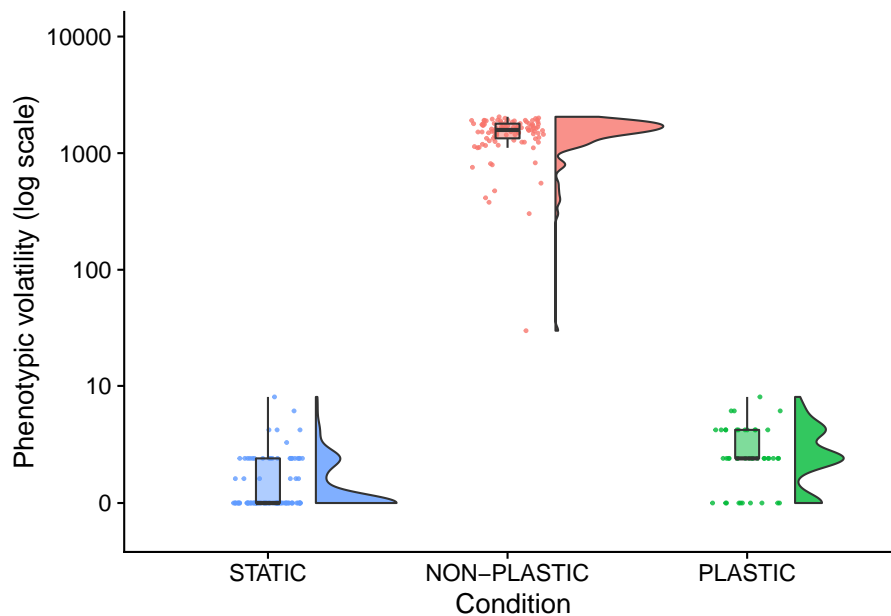 Phenotypic volatility (log scale)
10000
1000
100
10
0
STATIC
NON−PLASTIC
PLASTIC
Condition